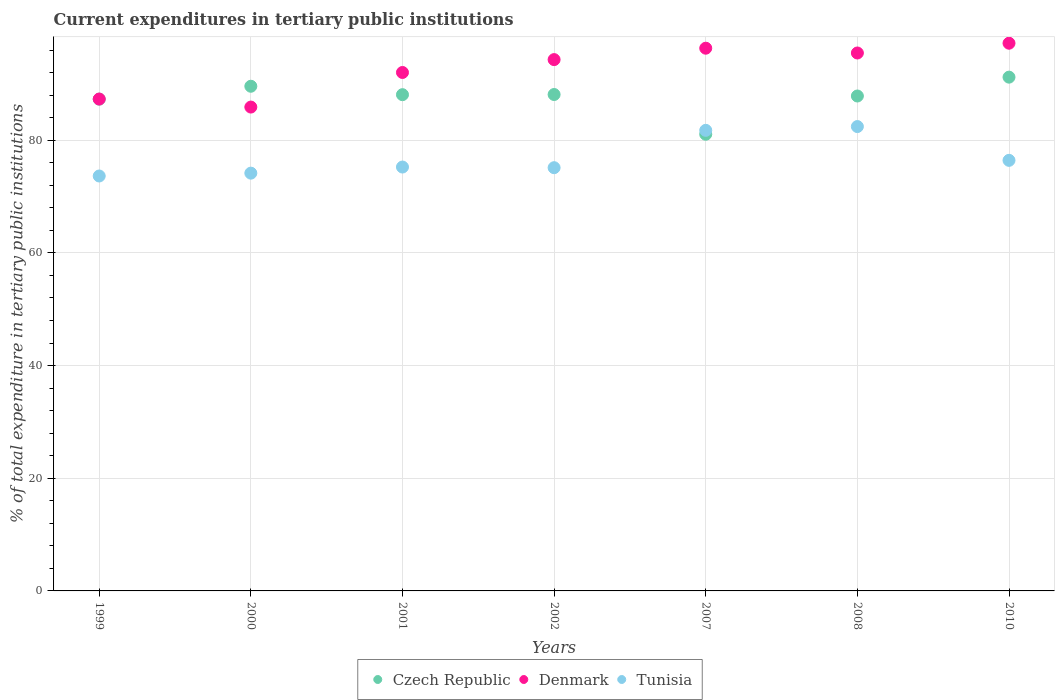 Current expenditures in tertiary public institutions
% of total expenditure in tertiary public institutions
80
60
40
20
0
1999
2000
2001
2002
2007
2008
2010
Years
Czech Republic
Denmark
Tunisia